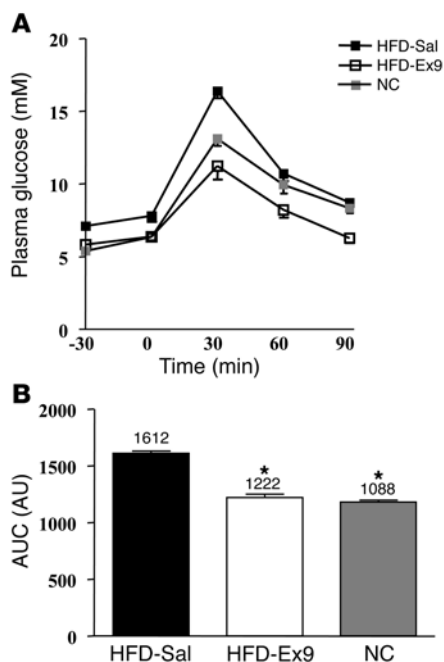 A
HFD-Sal
HFD-Ex9
NC
Plasma glucose (mM)
20
15
10
5
0
-30 0 30 60 90
Time (min)
B
AUC (AU)
2000
1500
1000
500
0
1612
*
1222
*
1088
HFD-Sal HFD-Ex9 NC